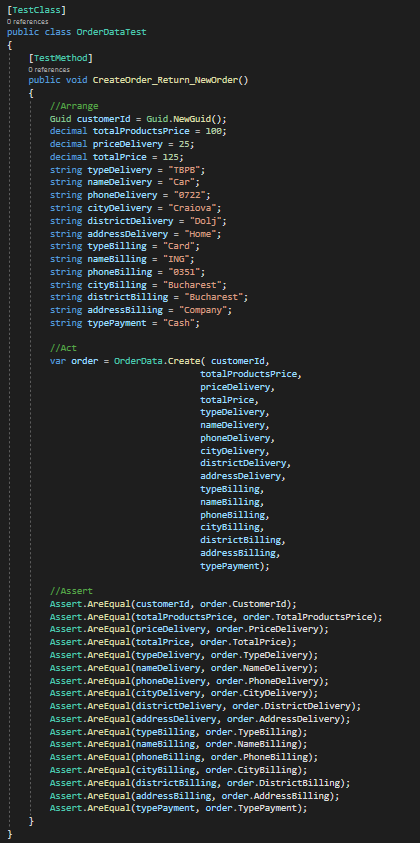 [TestClass]
0 references
public class OrderDataTest
{
[TestMethod]
0 references
public void CreateOrder_Return_NewOrder()
{
//Arrange
Guid customerId = Guid.NewGuid();
decimal totalProductsPrice = 100;
decimal priceDelivery = 25;
decimal totalPrice = 125;
string typeDelivery = "TBPB";
string nameDelivery = "Car";
string phoneDelivery = "0722";
string cityDelivery = "Craiova";
string districtDelivery = "Dolj";
string addressDelivery = "Home";
string typeBilling = "Card";
string nameBilling = "ING";
string phoneBilling = "0351";
string cityBilling = "Bucharest";
string districtBilling = "Bucharest";
string addressBilling = "Company";
string typePayment = "Cash";
//Act
var order = OrderData.Create( customerId,
totalProductsPrice,
priceDelivery,
totalPrice,
typeDelivery,
nameDelivery,
phoneDelivery,
cityDelivery,
districtDelivery,
addressDelivery,
typeBilling,
nameBilling,
phoneBilling,
cityBilling,
districtBilling,
addressBilling,
typePayment);
//Assert
Assert.AreEqual(customerId, order.CustomerId);
Assert.AreEqual(totalProductsPrice, order.TotalProductsPrice);
Assert.AreEqual(priceDelivery, order.PriceDelivery);
Assert.AreEqual(totalPrice, order.TotalPrice);
Assert.AreEqual(typeDelivery, order.TypeDelivery);
Assert.AreEqual(nameDelivery, order.NameDelivery);
Assert.AreEqual(phoneDelivery, order.PhoneDelivery);
Assert.AreEqual(cityDelivery, order.CityDelivery);
Assert.AreEqual(districtDelivery, order.DistrictDelivery);
Assert.AreEqual(addressDelivery, order.AddressDelivery);
Assert.AreEqual(typeBilling, order.TypeBilling);
Assert.AreEqual(nameBilling, order.NameBilling);
Assert.AreEqual(phoneBilling, order.PhoneBilling);
Assert.AreEqual(cityBilling, order.CityBilling);
Assert.AreEqual(districtBilling, order.DistrictBilling);
Assert.AreEqual(addressBilling, order.AddressBilling);
Assert.AreEqual(typePayment, order.TypePayment);
}
}